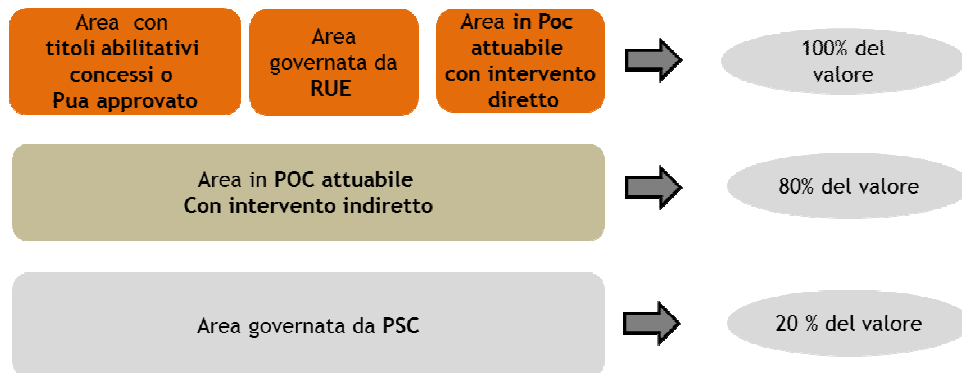 Area con
titoli abilitativi
concessi o
Pua approvato
Area
governata da
RUE
Area in Poc
attuabile
con intervento
diretto
100% del
valore
Area in POC attuabile
Con intervento indiretto
80% del valore
Area governata da PSC
20 % del valore